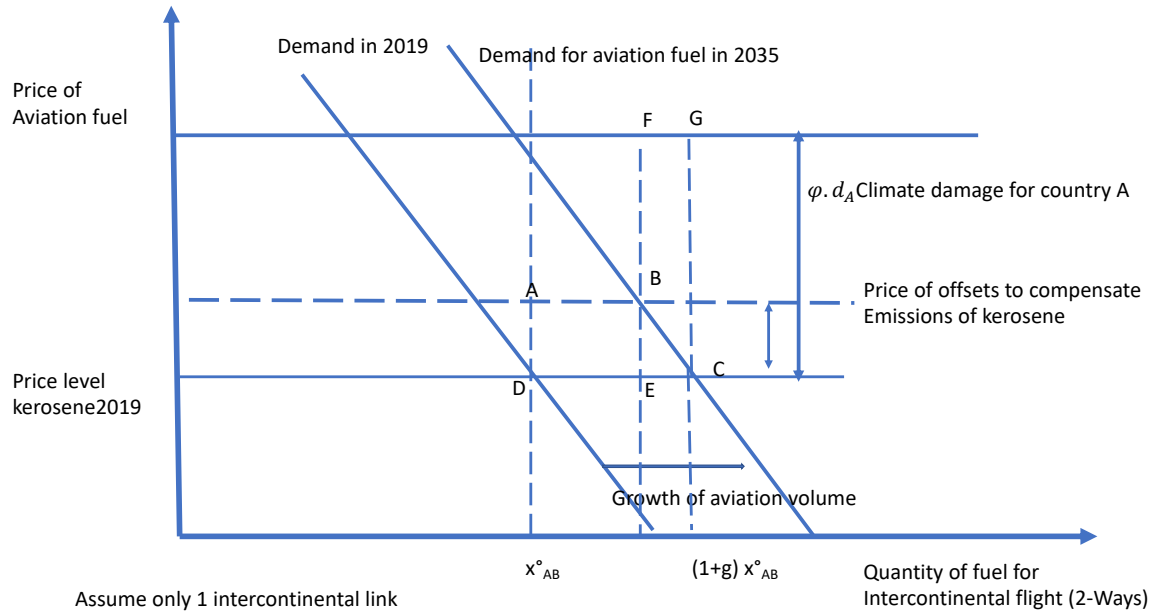 Demand in 2019
Demand for aviation fuel in 2035
Price of
Aviation fuel
F
G
φ. d_A Climate damage for country A
A
B
Price of offsets to compensate
Emissions of kerosene
Price level
kerosene2019
D
E
C
Growth of aviation volume
x°AB
(1+g) x°AB
Quantity of fuel for
Intercontinental flight (2-Ways)
Assume only 1 intercontinental link